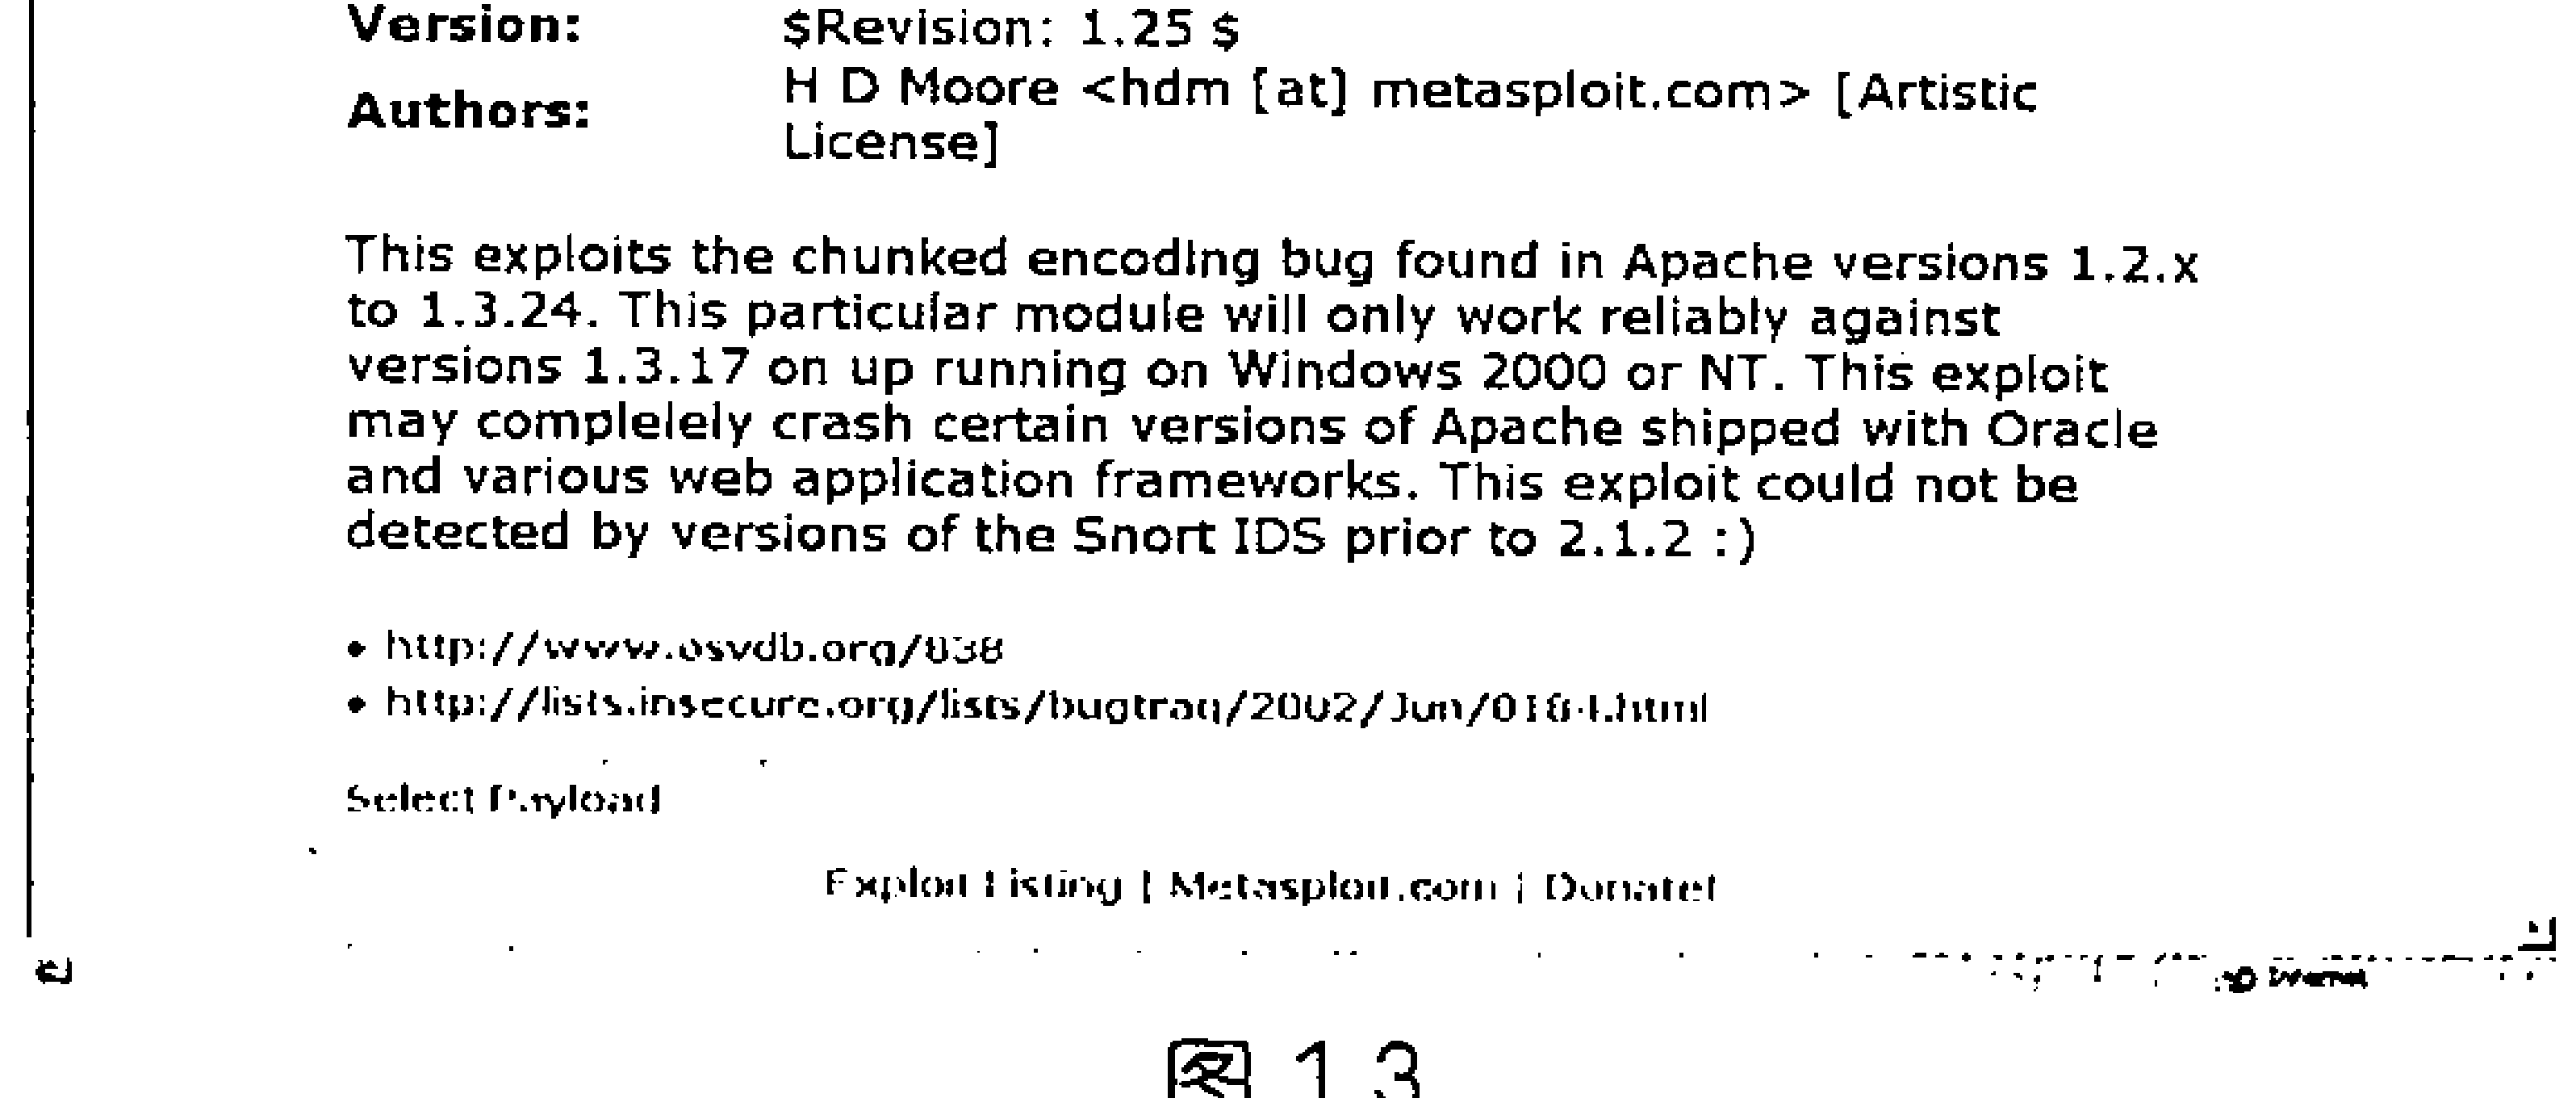 Version: $Revision: 1.25 $
Authors: H D Moore <hdm [at] metasploit.com> [Artistic
License]
This exploits the chunked encoding bug found in Apache versions 1.2.x
to 1.3.24. This particular module will only work reliably against
versions 1.3.17 on up running on Windows 2000 or NT. This exploit
may complelely crash certain versions of Apache shipped with Oracle
and various web application frameworks. This exploit could not be
detected by versions of the Snort IDS prior to 2.1.2 :)
• http://www.osvdb.org/838
Select Payload
Exploit Listing | Metasploit.com | Donate!
Internet
图 13